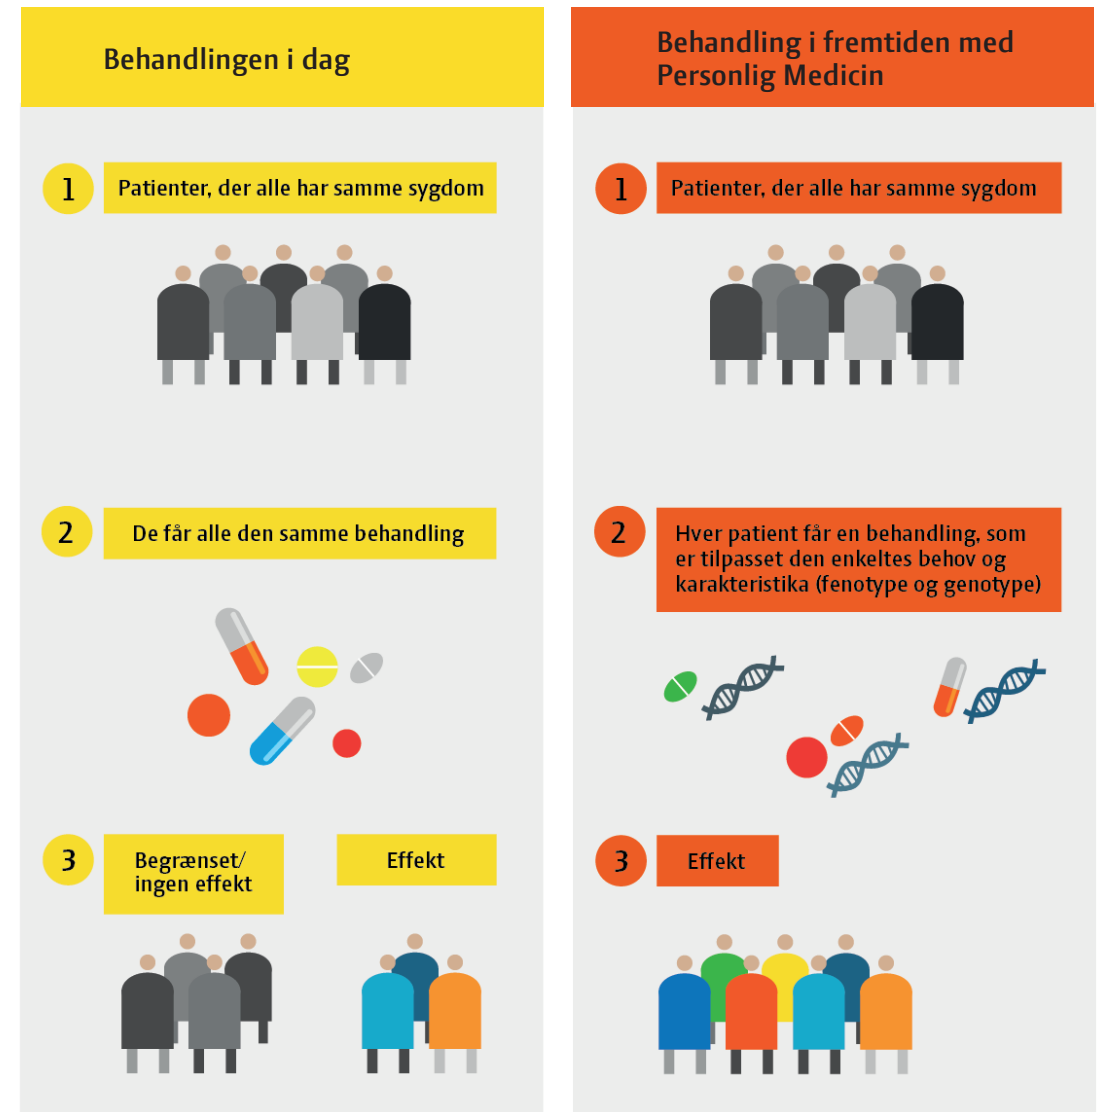 Behandlingen i dag
1
Patienter, der alle har samme sygdom
2
De får alle den samme behandling
3
Begrænset/
ingen effekt
Effekt
Behandling i fremtiden med
Personlig Medicin
1
Patienter, der alle har samme sygdom
2
Hver patient får en behandling, som
er tilpasset den enkeltes behov og
karakteristika (fenotype og genotype)
3
Effekt